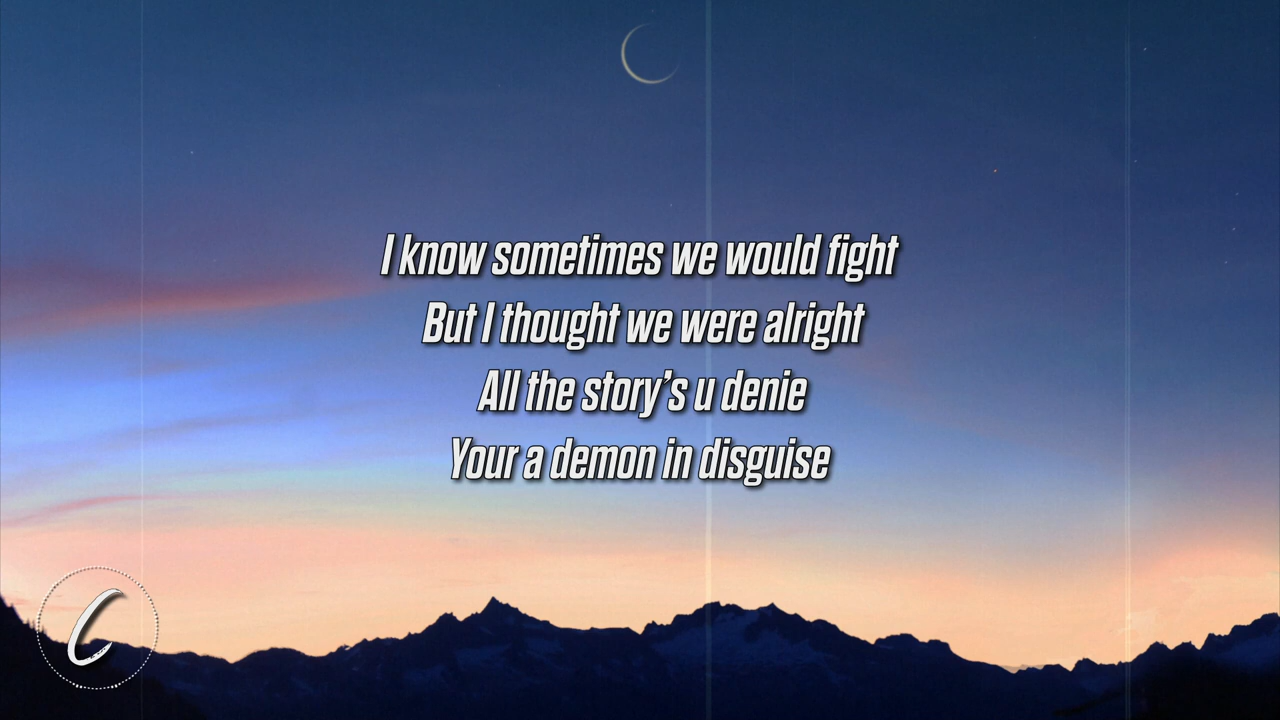 I know sometimes we would fight
But I thought we were alright
All the story’s u denie
Your a demon in disguise
C